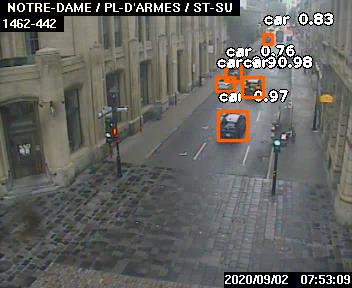 NOTRE-DAME / PL-D'ARMES / ST-SU
1462-442
car 0.83
car 0.76
car 0.98
car 0.97
2020/09/02 07:53:09